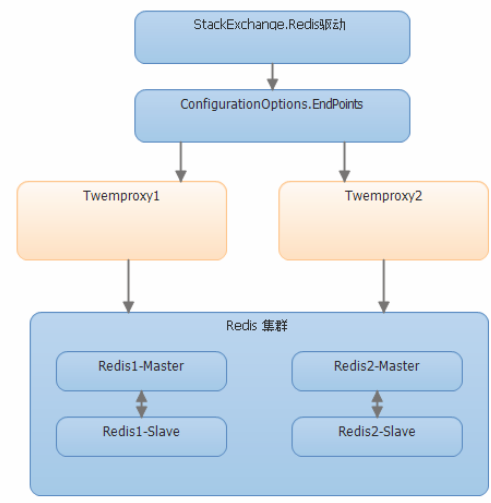 StackExchange.Redis驱动
ConfigurationOptions.EndPoints
Twemproxy1
Twemproxy2
Redis 集群
Redis1-Master
Redis2-Master
Redis1-Slave
Redis2-Slave